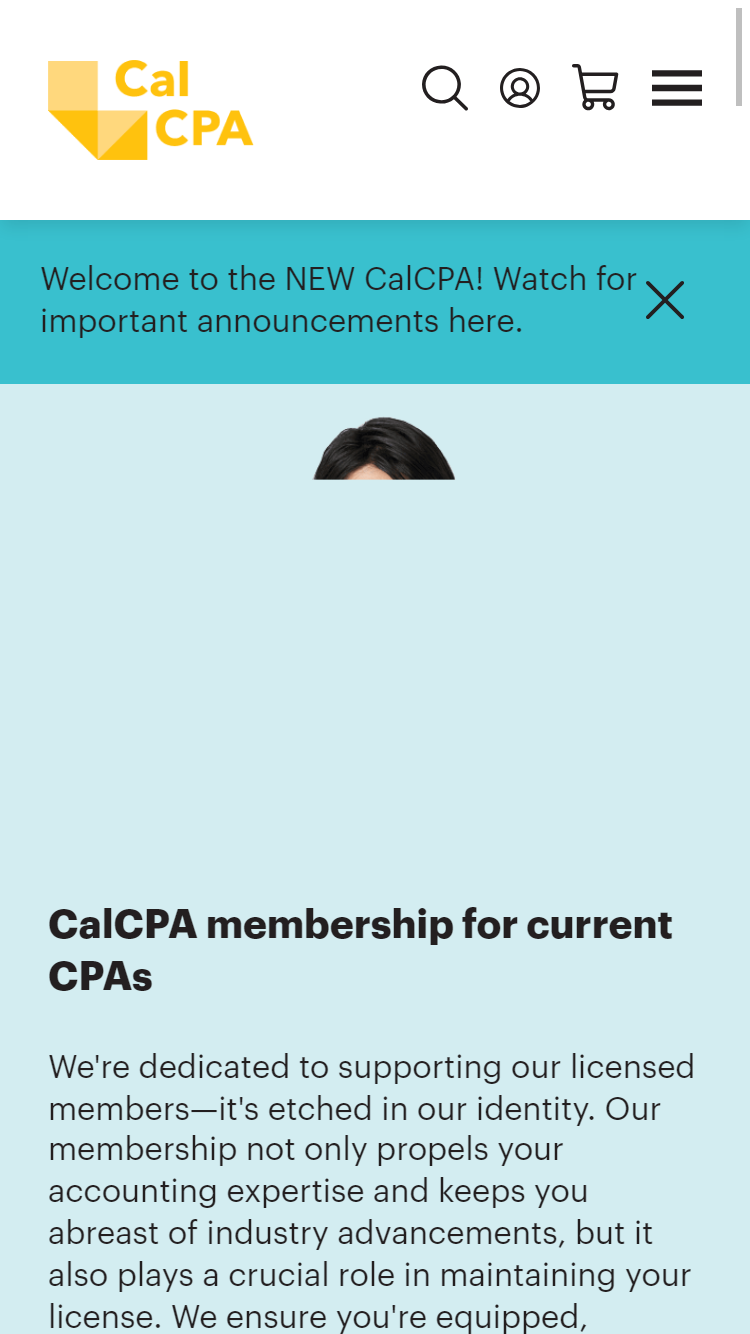 Cal
CPA
Welcome to the NEW CalCPA! Watch for
important announcements here.
CalCPA membership for current
CPAs
We're dedicated to supporting our licensed
members—it's etched in our identity. Our
membership not only propels your
accounting expertise and keeps you
abreast of industry advancements, but it
also plays a crucial role in maintaining your
license. We ensure you're equipped,